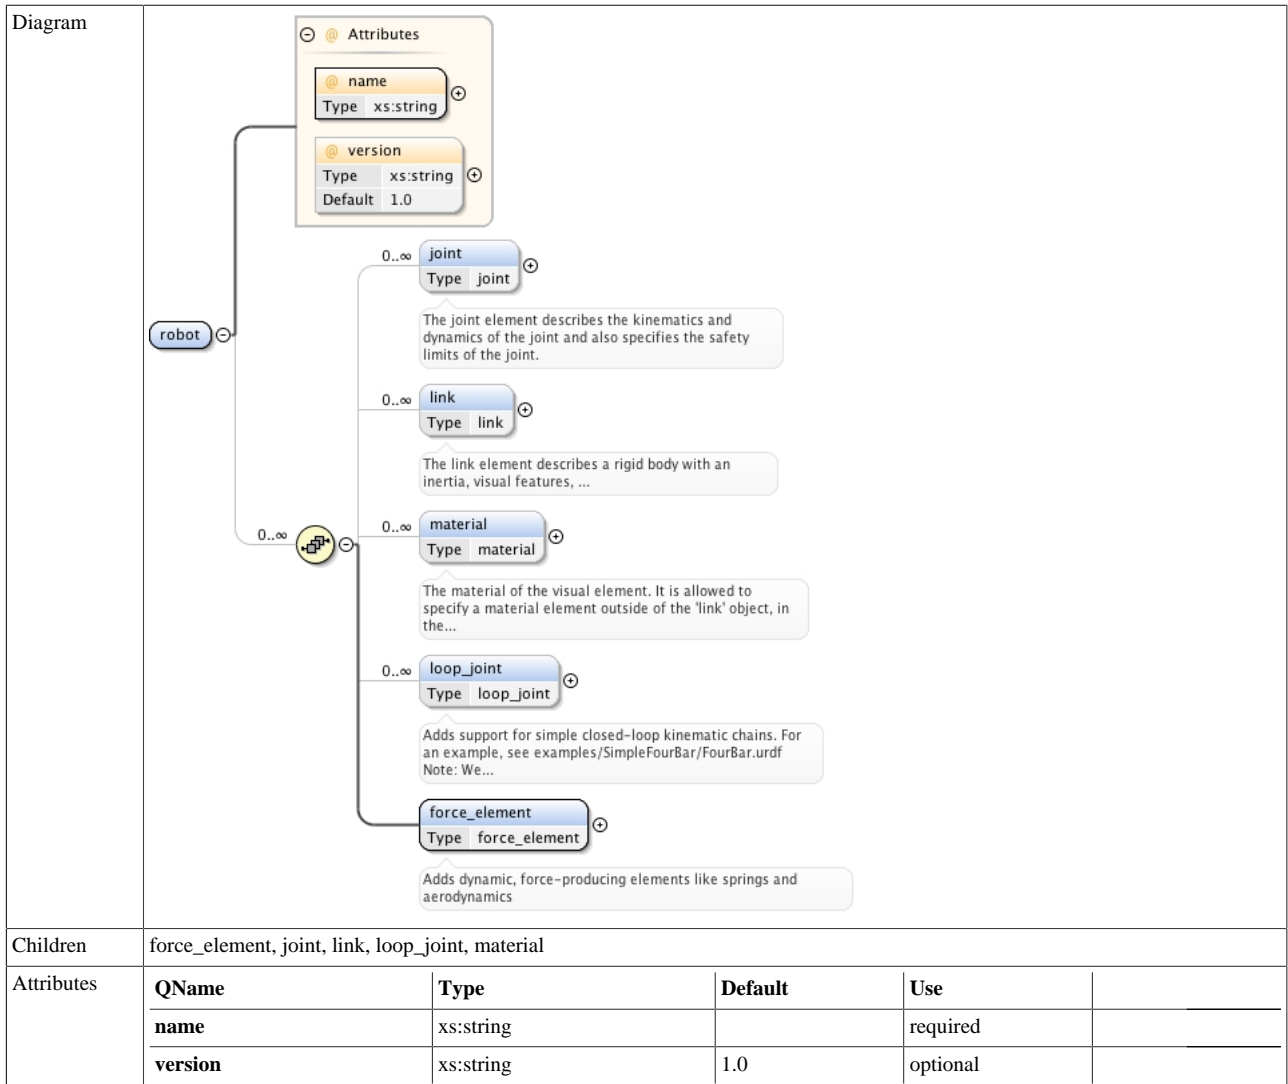 Diagram
@ Attributes
@ name
Type xs:string
@ version
Type xs:string
Default 1.0
0..∞ joint
Type joint
The joint element describes the kinematics and
dynamics of the joint and also specifies the safety
limits of the joint.
robot
0..∞ link
Type link
The link element describes a rigid body with an
inertia, visual features, ...
0..∞
0..∞ material
Type material
The material of the visual element. It is allowed to
specify a material element outside of the 'link' object, in
the...
0..∞ loop_joint
Type loop_joint
Adds support for simple closed-loop kinematic chains. For
an example, see examples/SimpleFourBar/FourBar.urdf
Note: We...
force_element
Type force_element
Adds dynamic, force-producing elements like springs and
aerodynamics
Children force_element, joint, link, loop_joint, material
Attributes QName Type Default Use
name xs:string required
version xs:string 1.0 optional